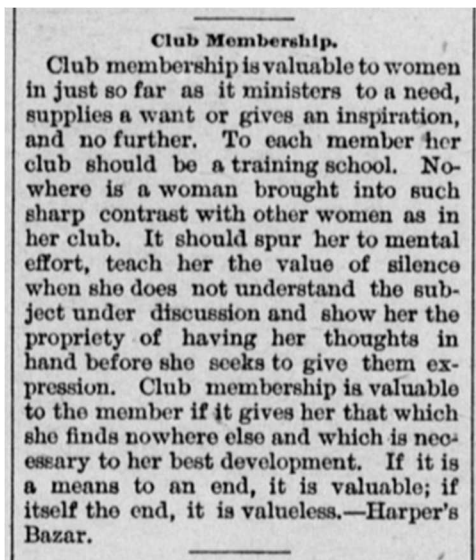 Club Membership.
Club membership is valuable to women
in just so far as it ministers to a need,
supplies a want or gives an inspiration,
and no further. To each member her
club should be a training school. No-
where is a woman brought into such
sharp contrast with other women as in
her club. It should spur her to mental
effort, teach her the value of silence
when she does not understand the sub-
ject under discussion and show her the
propriety of having her thoughts in
hand before she seeks to give them ex-
pression. Club membership is valuable
to the member if it gives her that which
she finds nowhere else and which is nec-
essary to her best development. If it is
a means to an end, it is valuable; if
itself the end, it is valueless.—Harper's
Bazar.